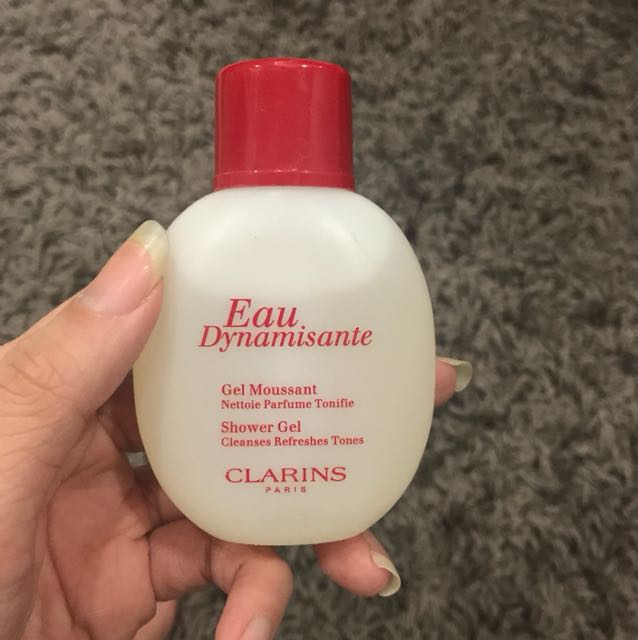 Eau
Dynamisante
Gel Moussant
Nettoie Parfume Tonifie
Shower Gel
Cleanses Refreshes Tones
CLARINS
PARIS